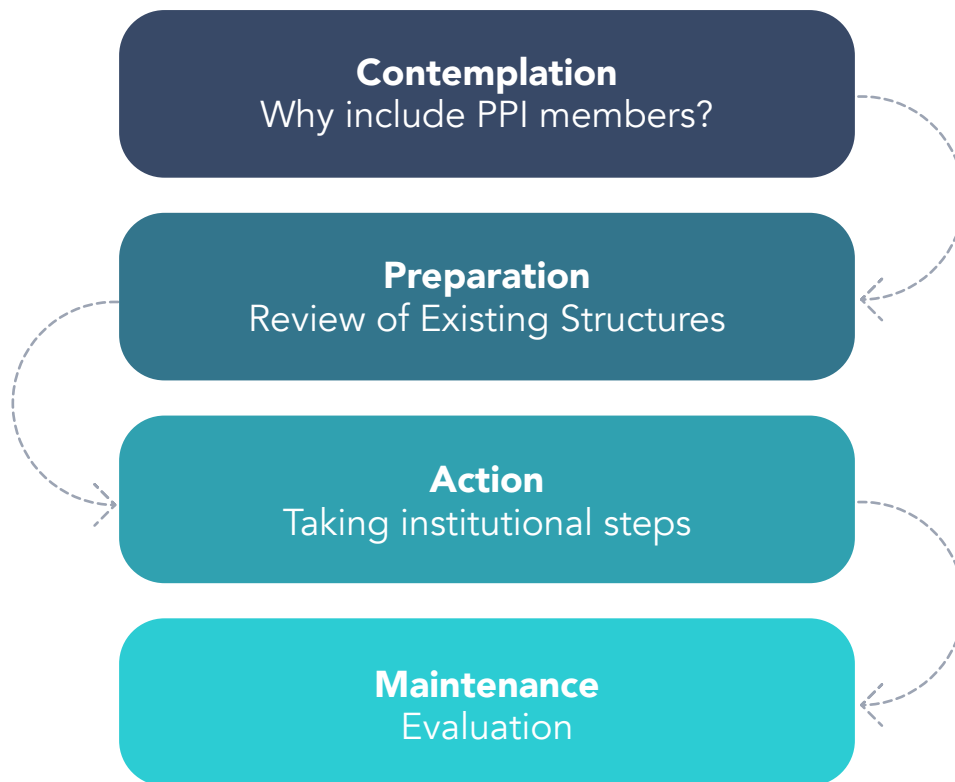 Contemplation
Why include PPI members?
Preparation
Review of Existing Structures
Action
Taking institutional steps
Maintenance
Evaluation